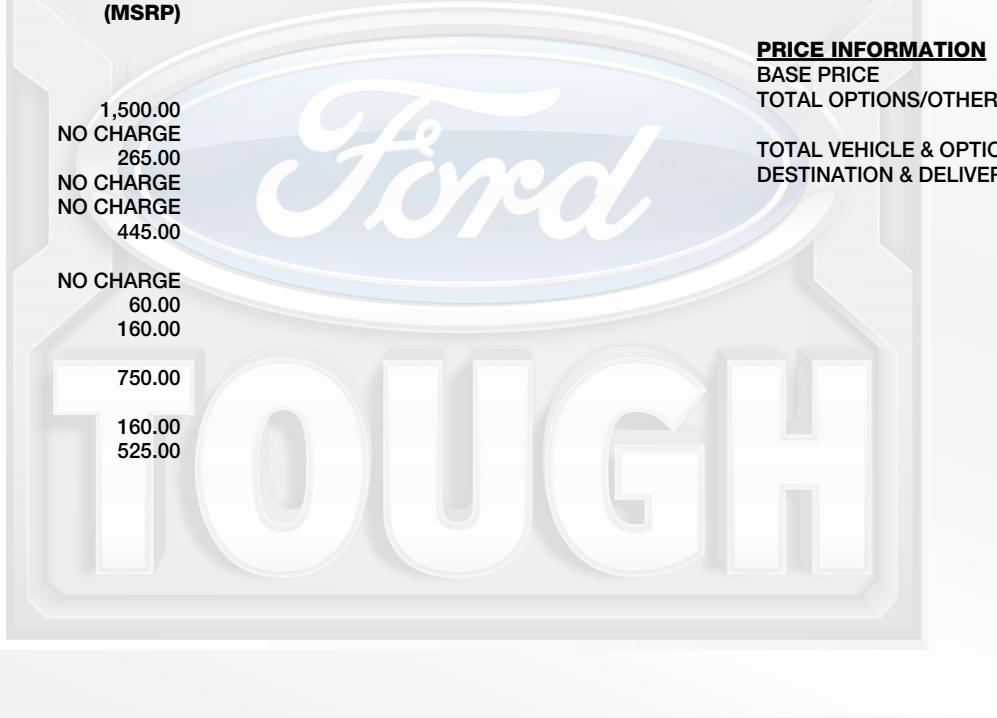 (MSRP)
1,500.00
NO CHARGE
265.00
NO CHARGE
NO CHARGE
445.00
NO CHARGE
60.00
160.00
750.00
160.00
525.00
PRICE INFORMATION
BASE PRICE
TOTAL OPTIONS/OTHER
TOTAL VEHICLE & OPTIO
DESTINATION & DELIVER
Ford
TOUGH